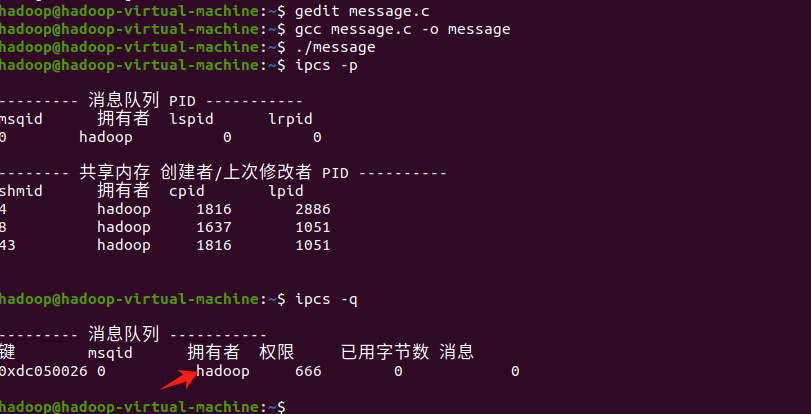 hadoop@hadoop-virtual-machine:~$ gedit message.c
hadoop@hadoop-virtual-machine:~$ gcc message.c -o message
hadoop@hadoop-virtual-machine:~$ ./message
hadoop@hadoop-virtual-machine:~$ ipcs -p
--------- 消息队列 PID -----------
msqid 拥有者 lspid lrpid
0 hadoop 0 0
-------- 共享内存 创建者/上次修改者 PID ----------
shmid 拥有者 cpid lpid
4 hadoop 1816 2886
8 hadoop 1637 1051
43 hadoop 1816 1051
hadoop@hadoop-virtual-machine:~$ ipcs -q
--------- 消息队列 -----------
键 msqid 拥有者 权限 已用字节数 消息
0xdc050026 0 hadoop 666 0 0
hadoop@hadoop-virtual-machine:~$